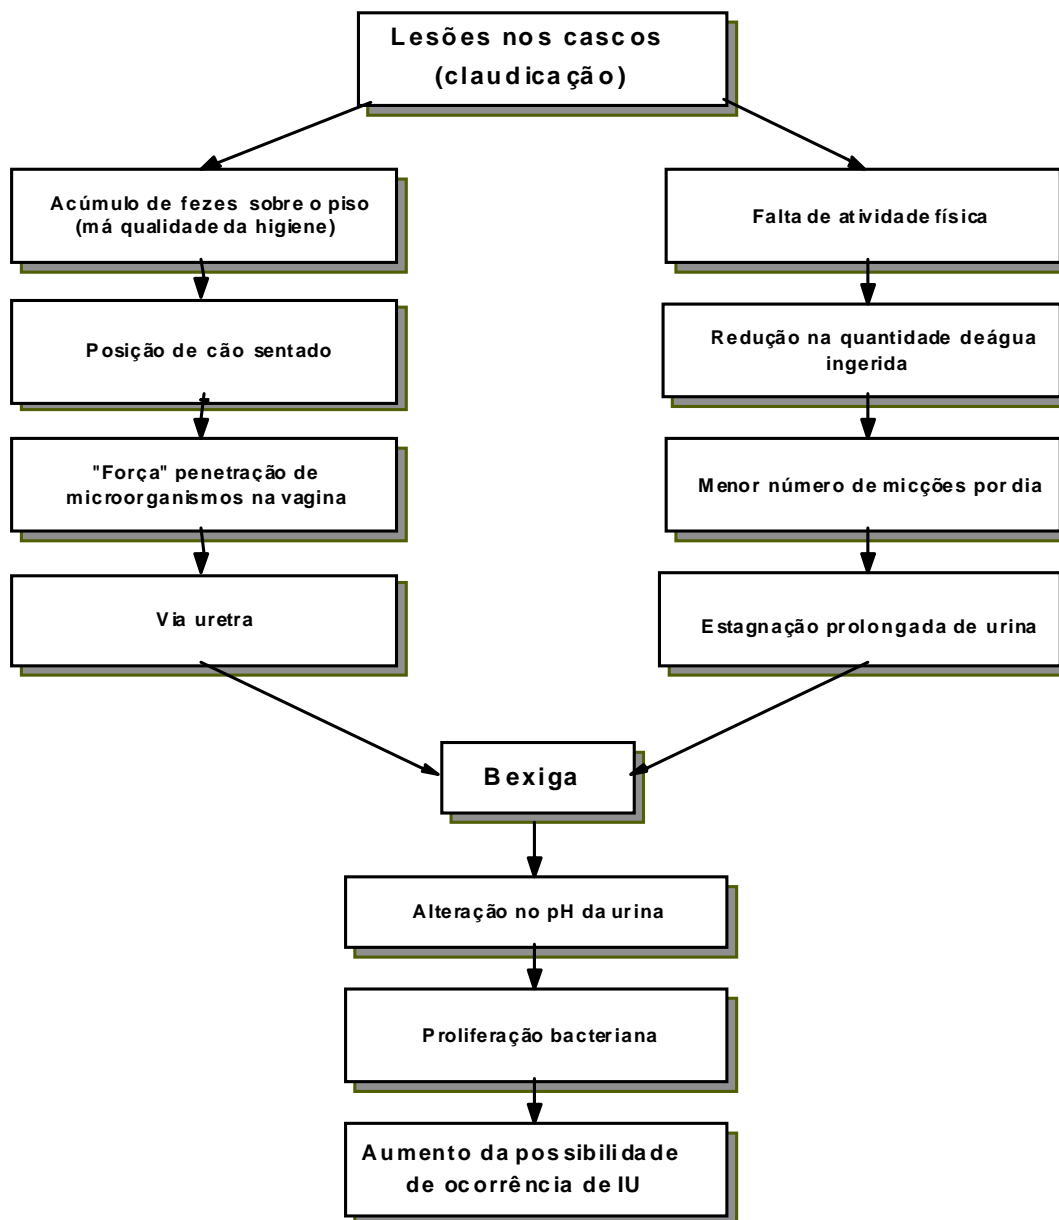 Lesões nos cascos
(claudicação)
Acúmulo de fezes sobre o piso
(má qualidade da higiene)
Posição de cão sentado
"Força" penetração de
microorganismos na vagina
Via uretra
Falta de atividade física
Redução na quantidade deágua
ingerida
Menor número de micções por dia
Estagnação prolongada de urina
Bexiga
Alteração no pH da urina
Proliferação bacteriana
Aumento da possibilidade
de ocorrência de IU